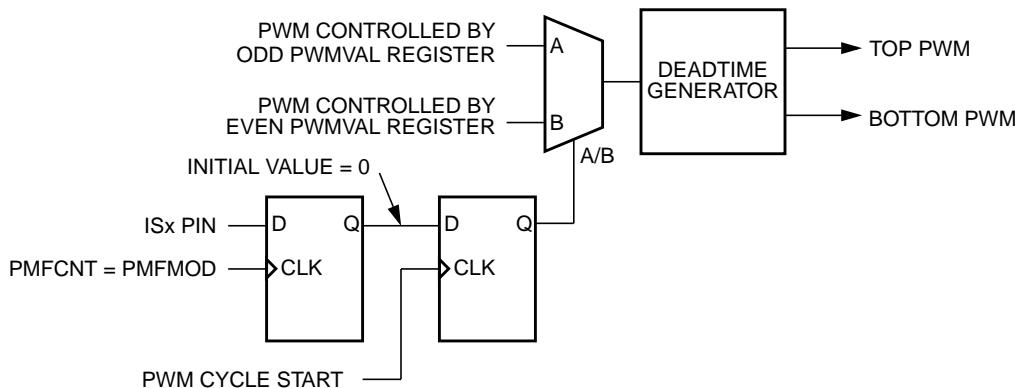 PWM CONTROLLED BY
ODD PWMVAL REGISTER
A
DEADTIME
GENERATOR
TOP PWM
PWM CONTROLLED BY
EVEN PWMVAL REGISTER
B
BOTTOM PWM
A/B
INITIAL VALUE = 0
ISx PIN
D
Q
D
Q
PMFCNT = PMFMOD
CLK
CLK
PWM CYCLE START